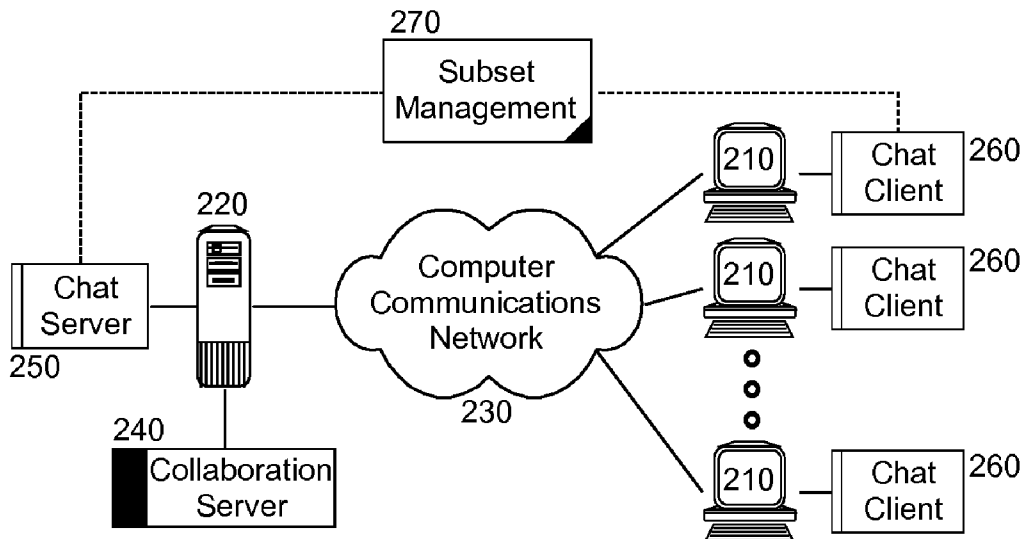 270
Subset
Management
210
Chat
Client
260
220
Chat
Server
250
Computer
Communications
Network
230
210
Chat
Client
260
240
Collaboration
Server
210
Chat
Client
260